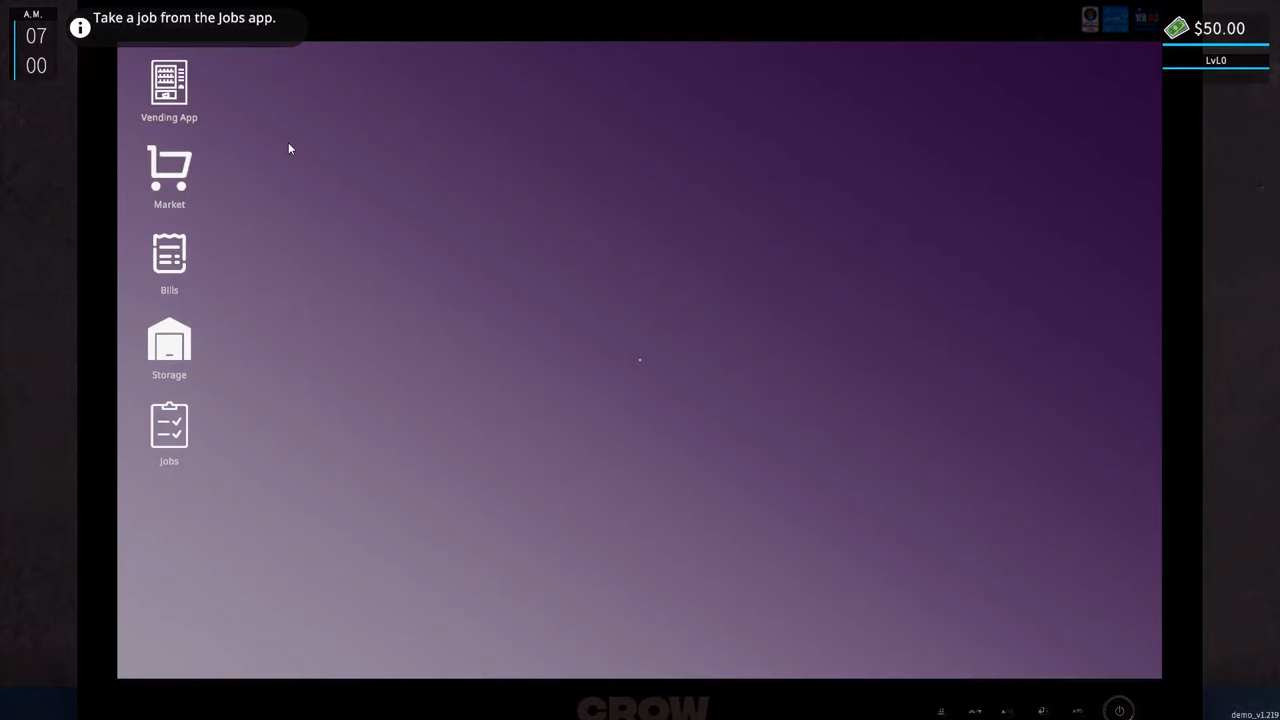 A.M.
07
00
Take a job from the Jobs app.
$50.00
LvL0
Vending App
Market
Bills
Storage
Jobs
CROW
demo_v1.219